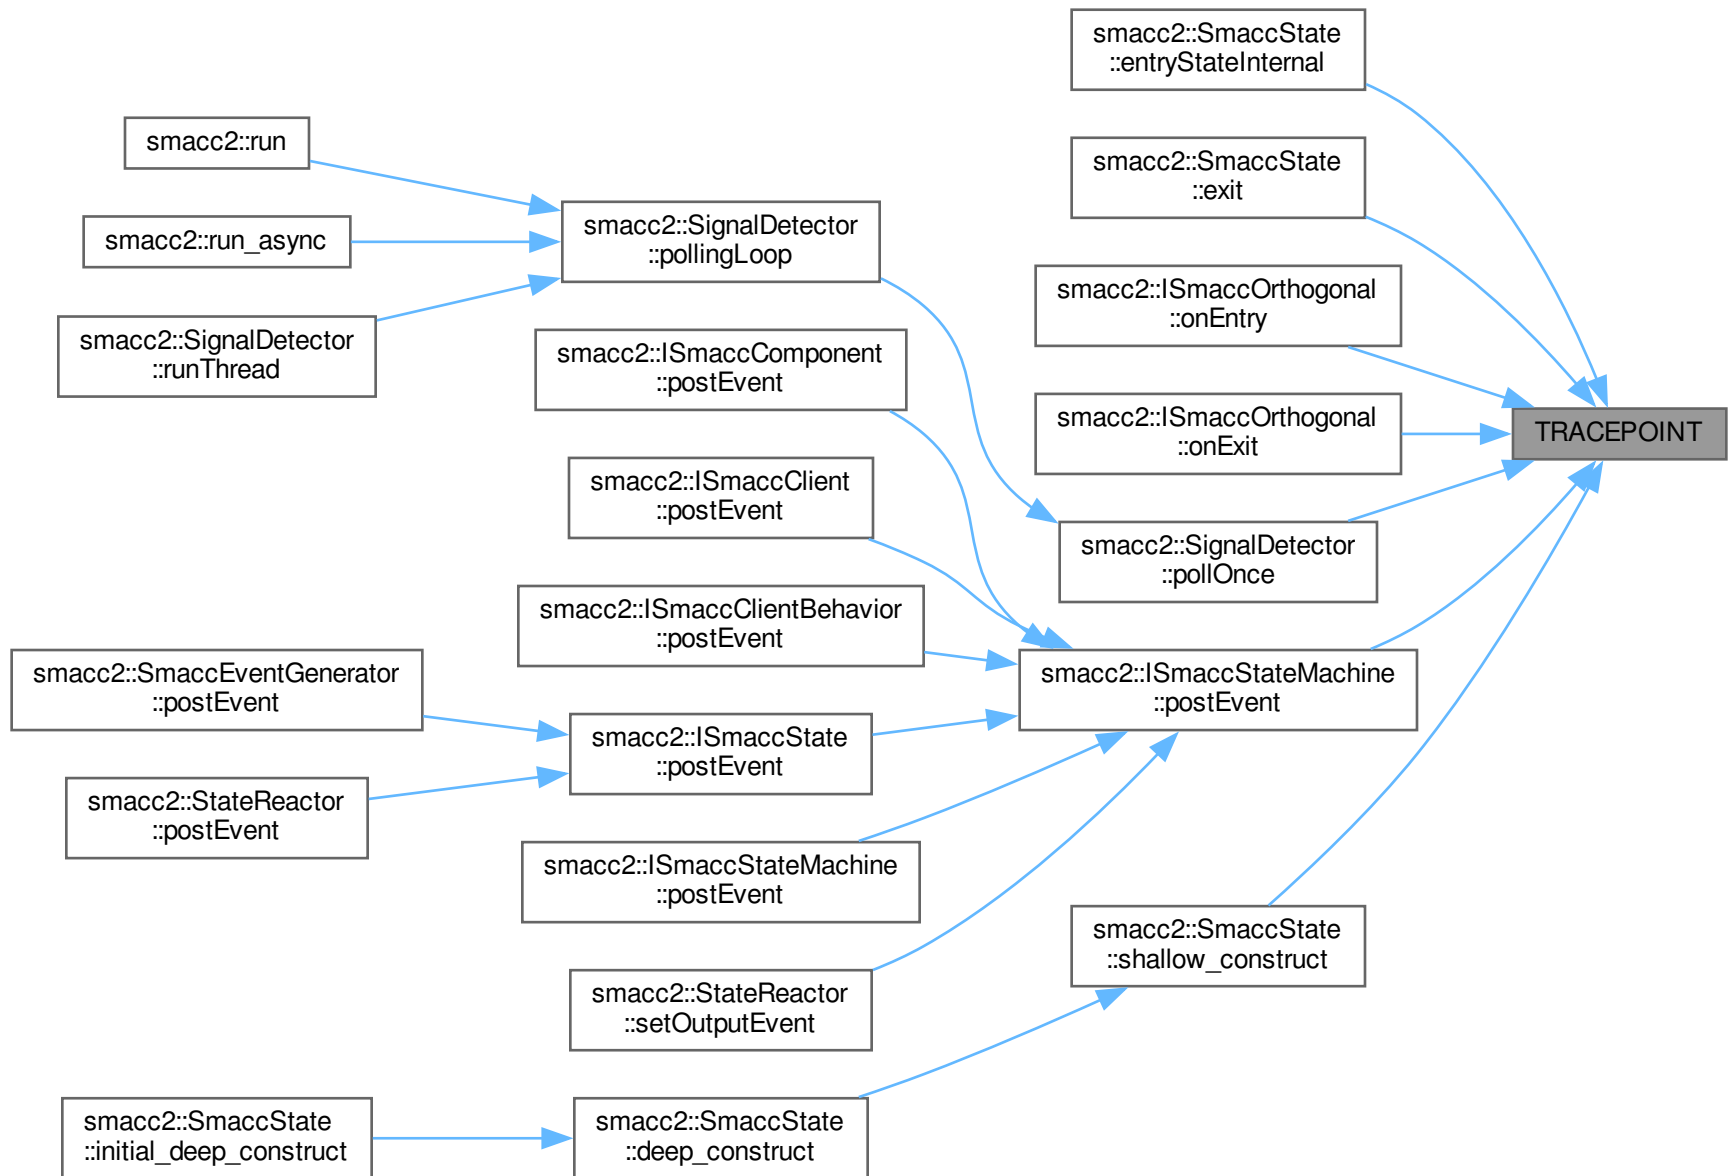 smacc2::SmaccState
::entryStateInternal
smacc2::run
smacc2::SmaccState
::exit
smacc2::SignalDetector
::pollingLoop
smacc2::run_async
smacc2::ISmaccOrthogonal
::onEntry
smacc2::SignalDetector
::runThread
smacc2::ISmaccComponent
::postEvent
smacc2::ISmaccOrthogonal
::onExit
TRACEPOINT
smacc2::ISmaccClient
::postEvent
smacc2::SignalDetector
::pollOnce
smacc2::ISmaccClientBehavior
::postEvent
smacc2::SmaccEventGenerator
::postEvent
smacc2::ISmaccStateMachine
::postEvent
smacc2::ISmaccState
::postEvent
smacc2::StateReactor
::postEvent
smacc2::ISmaccStateMachine
::postEvent
smacc2::SmaccState
::shallow_construct
smacc2::StateReactor
::setOutputEvent
smacc2::SmaccState
::initial_deep_construct
smacc2::SmaccState
::deep_construct